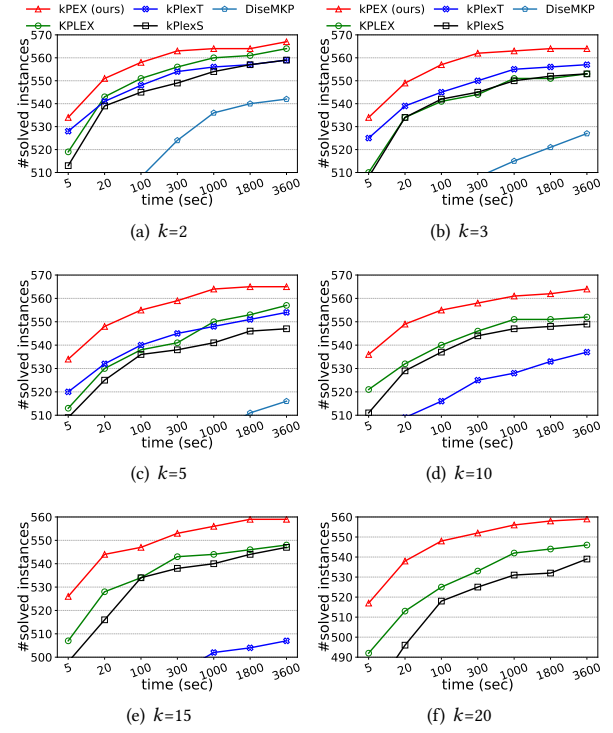 kPEX (ours) kPlexT DiseMKP kPEX (ours) kPlexT DiseMKP
KPLEX kPlexS KPLEX kPlexS
570
560
550
540
530
520
510
#solved instances
5 20 100 300 1000 1800 3600
time (sec)
(a) k=2
570
560
550
540
530
520
510
#solved instances
5 20 100 300 1000 1800 3600
time (sec)
(b) k=3
570
560
550
540
530
520
510
#solved instances
5 20 100 300 1000 1800 3600
time (sec)
(c) k=5
570
560
550
540
530
520
510
#solved instances
5 20 100 300 1000 1800 3600
time (sec)
(d) k=10
560
550
540
530
520
510
500
#solved instances
5 20 100 300 1000 1800 3600
time (sec)
(e) k=15
560
550
540
530
520
510
500
490
#solved instances
5 20 100 300 1000 1800 3600
time (sec)
(f) k=20